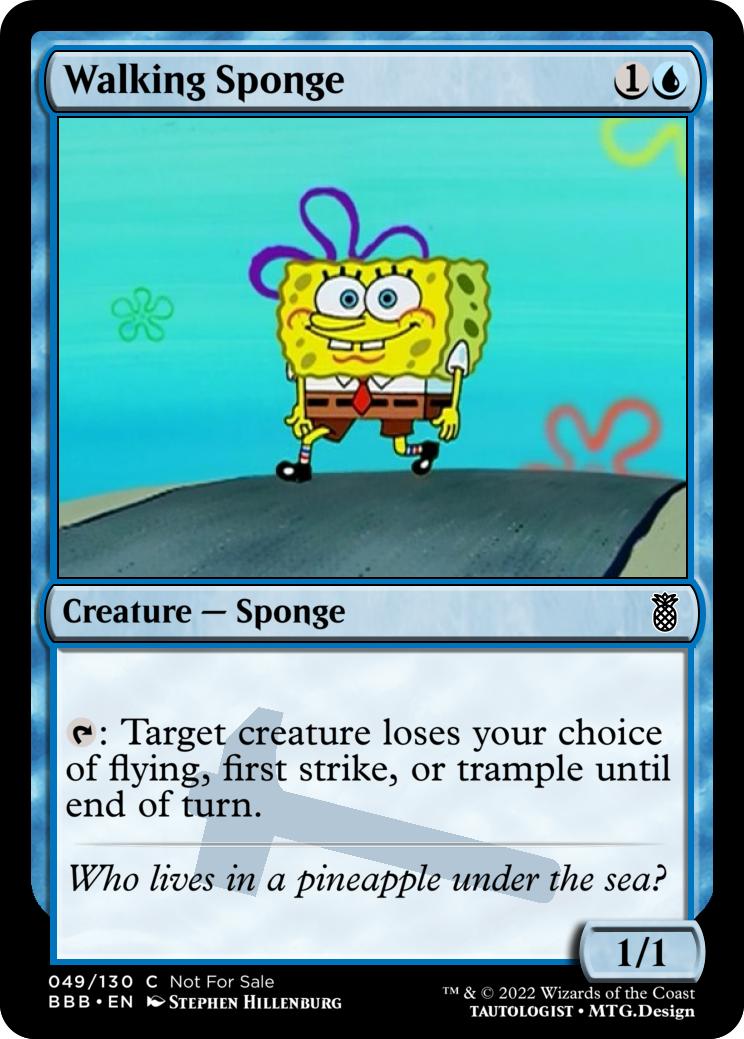 Walking Sponge 1
Creature — Sponge
: Target creature loses your choice
of flying, first strike, or trample until
end of turn.
Who lives in a pineapple under the sea?
1/1
049/130 C Not For Sale
BBB • EN Stephen Hillenburg
™ & © 2022 Wizards of the Coast
TAUTOLOGIST • MTG.Design